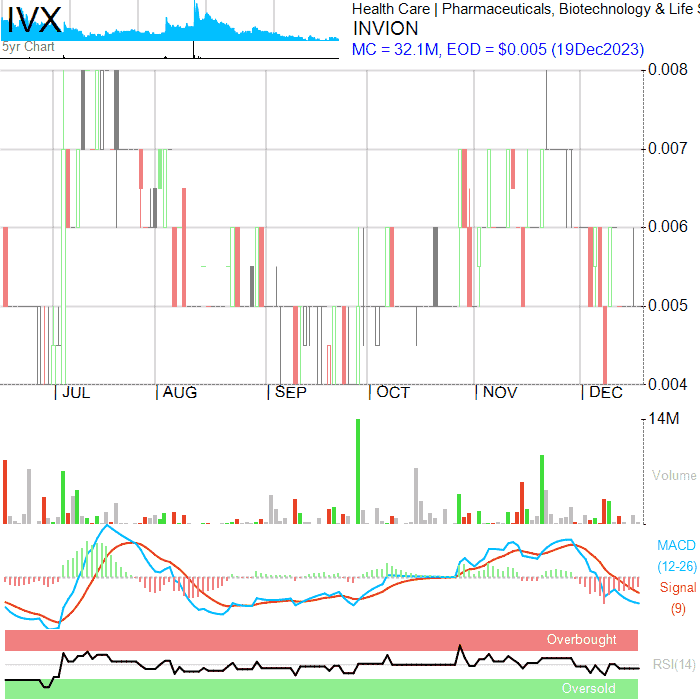 IVX
5yr Chart
Health Care | Pharmaceuticals, Biotechnology & Life S
INVION
MC = 32.1M, EOD = $0.005 (19Dec2023)
0.008
0.007
0.006
0.005
0.004
JUL AUG SEP OCT NOV DEC
14M
Volume
MACD
(12-26)
Signal
(9)
Overbought
RSI(14)
Oversold